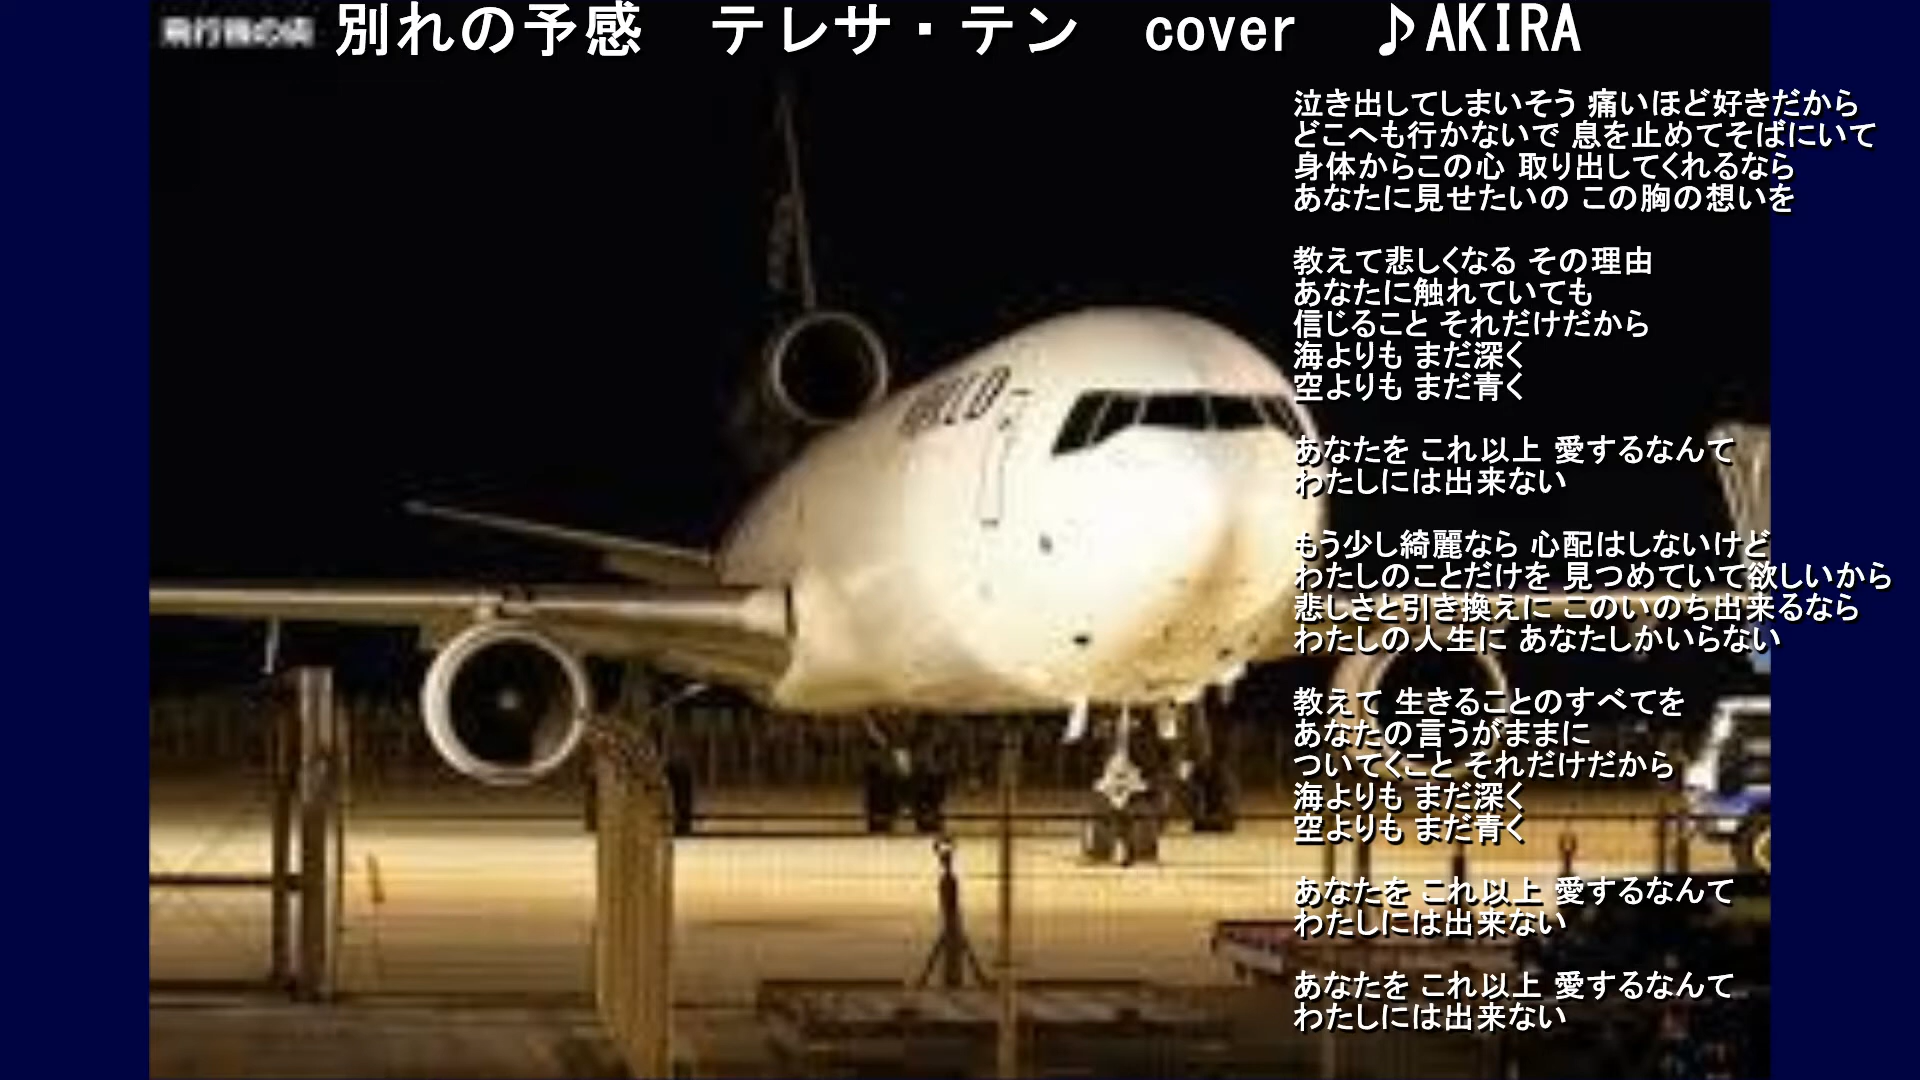 飛行機の病
別れの予感 テレサ・テン cover ♪AKIRA
泣き出してしまいそう 痛いほど好きだから
どこへも行かないで 息を止めてそばにいて
身体からこの心 取り出してくれるなら
あなたに見せたいの この胸の想いを
教えて悲しくなる その理由
あなたに触れていても
信じること それだけだから
海よりも まだ深く
空よりも まだ青く
あなたを これ以上 愛するなんて
わたしには出来ない
もう少し綺麗なら 心配はしないけど
わたしのことだけを 見つめていて欲しいから
悲しさと引き換えに このいのち出来るなら
わたしの人生に あなたしかいらない
教えて 生きることのすべてを
あなたの言うがままに
ついてくこと それだけだから
海よりも まだ深く
空よりも まだ青く
あなたを これ以上 愛するなんて
わたしには出来ない
あなたを これ以上 愛するなんて
わたしには出来ない